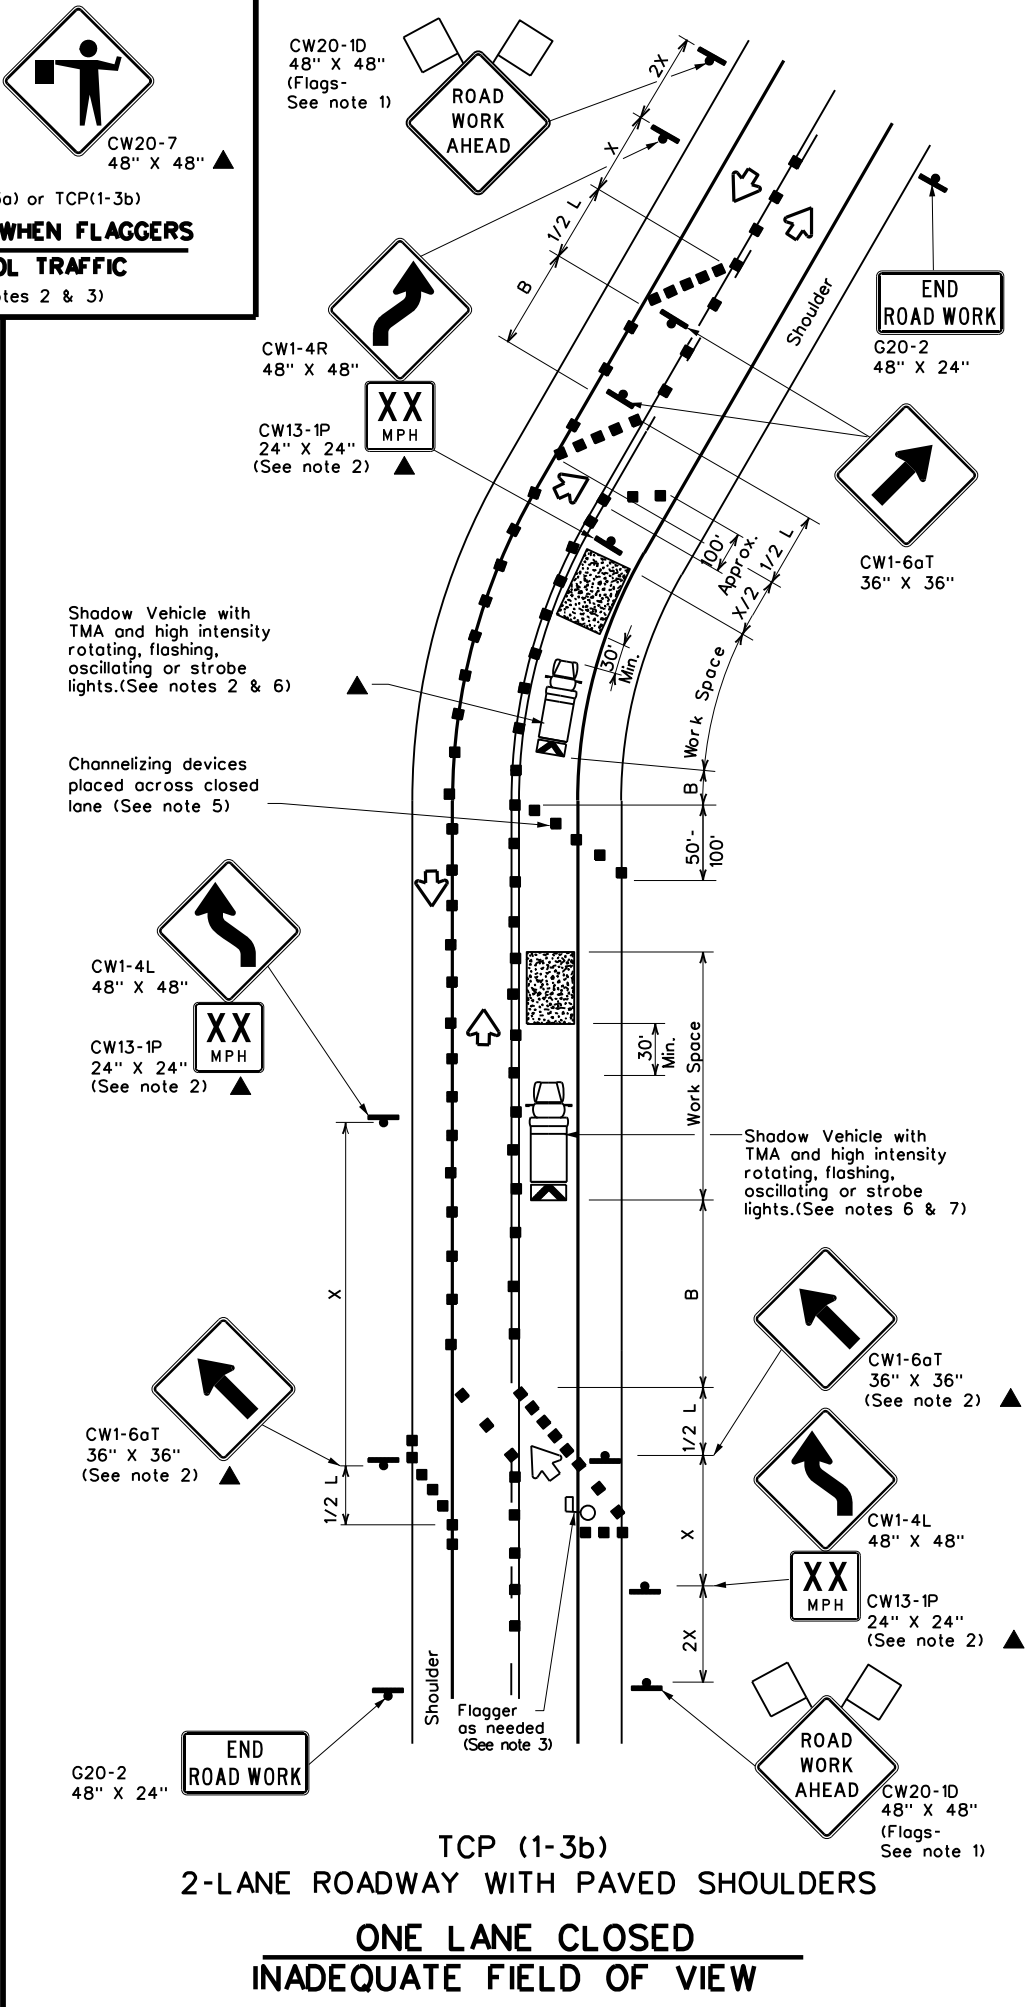 CW20-7
48" X 48"
5a) or TCP(1-3b)
WHEN FLAGGERS
OL TRAFFIC
otes 2 & 3)
CW20-1D
48" X 48"
(Flags-
See note 1)
ROAD
WORK
AHEAD
2X
X
1/2 L
B
CW1-4R
48" X 48"
XX
MPH
CW13-1P
24" X 24"
(See note 2)
Shoulder
END
ROAD WORK
G20-2
48" X 24"
CW1-6aT
36" X 36"
100'
Approx.
1/2 L
X/2
30'
Min.
Work Space
B
50'-
100'
Shadow Vehicle with
TMA and high intensity
rotating, flashing,
oscillating or strobe
lights.(See notes 2 & 6)
Channelizing devices
placed across closed
lane (See note 5)
CW1-4L
48" X 48"
XX
MPH
CW13-1P
24" X 24"
(See note 2)
30'
Min.
Work Space
Shadow Vehicle with
TMA and high intensity
rotating, flashing,
oscillating or strobe
lights.(See notes 6 & 7)
X
B
CW1-6aT
36" X 36"
(See note 2)
1/2 L
CW1-6aT
36" X 36"
(See note 2)
1/2 L
X
CW1-4L
48" X 48"
XX
MPH
CW13-1P
24" X 24"
(See note 2)
2X
Shoulder
Flagger
as needed
(See note 3)
END
ROAD WORK
G20-2
48" X 24"
ROAD
WORK
AHEAD
CW20-1D
48" X 48"
(Flags-
See note 1)
TCP (1-3b)
2-LANE ROADWAY WITH PAVED SHOULDERS
ONE LANE CLOSED
INADEQUATE FIELD OF VIEW